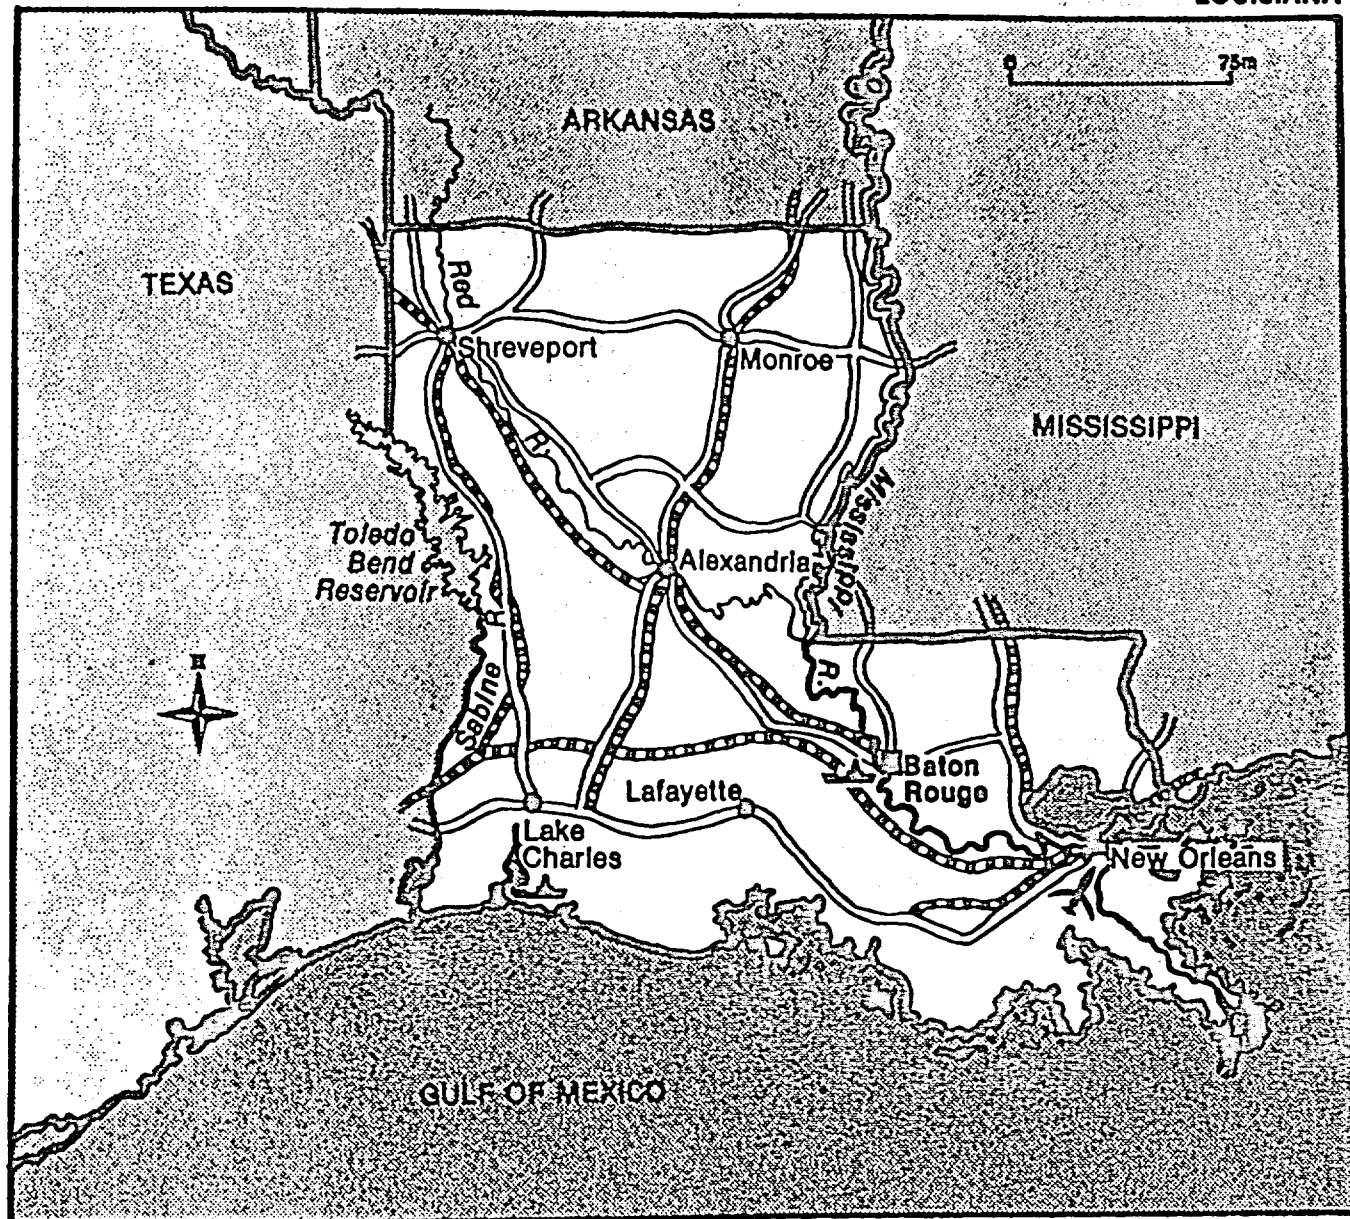 LOUISIANA
0 75m
ARKANSAS
TEXAS
Red
Shreveport
Monroe
MISSISSIPPI
R.
Mississippi
Toledo
Bend
Reservoir
Alexandria
R.
Sabine
R.
Baton
Rouge
Lafayette
Lake
Charles
New Orleans
GULF OF MEXICO